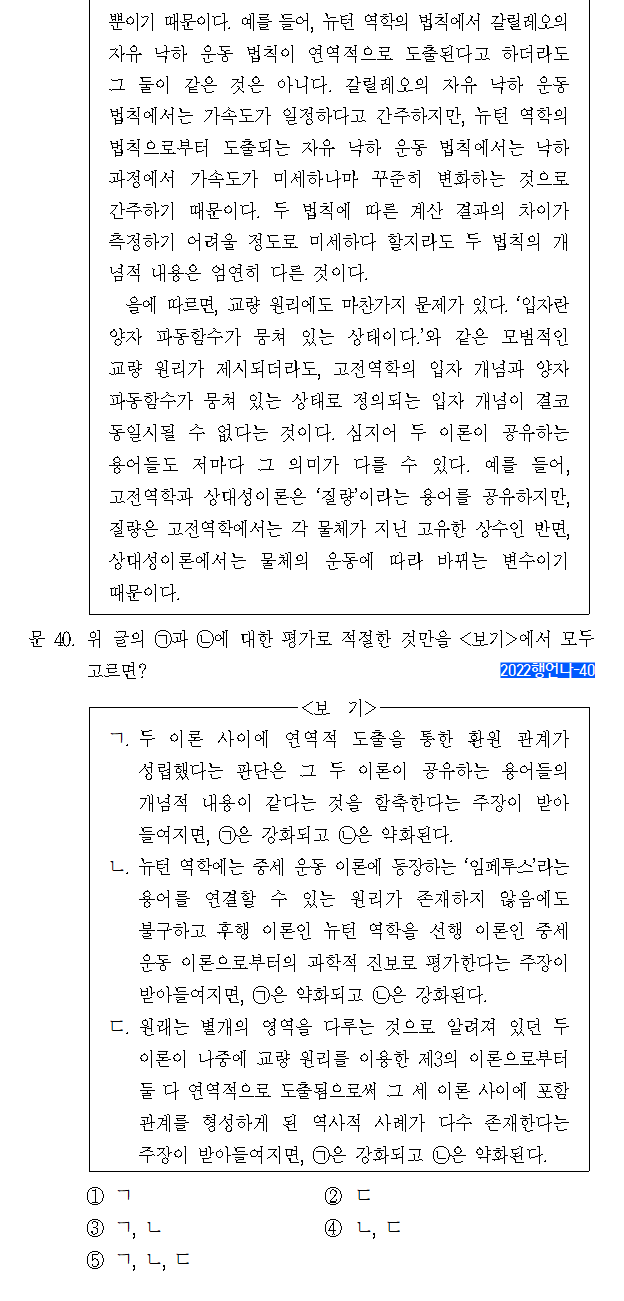 뿐이기 때문이다. 예를 들어, 뉴턴 역학의 법칙에서 갈릴레오의
자유 낙하 운동 법칙이 연역적으로 도출된다고 하더라도
그 둘이 같은 것은 아니다. 갈릴레오의 자유 낙하 운동
법칙에서는 가속도가 일정하다고 간주하지만, 뉴턴 역학의
법칙으로부터 도출되는 자유 낙하 운동 법칙에서는 낙하
과정에서 가속도가 미세하나마 꾸준히 변화하는 것으로
간주하기 때문이다. 두 법칙에 따른 계산 결과의 차이가
측정하기 어려울 정도로 미세하다 할지라도 두 법칙의 개
념적 내용은 엄연히 다른 것이다.
을에 따르면, 교량 원리에도 마찬가지 문제가 있다. ‘입자란
양자 파동함수가 뭉쳐 있는 상태이다.’와 같은 모범적인
교량 원리가 제시되더라도, 고전역학의 입자 개념과 양자
파동함수가 뭉쳐 있는 상태로 정의되는 입자 개념이 결코
동일시될 수 없다는 것이다. 심지어 두 이론이 공유하는
용어들도 저마다 그 의미가 다를 수 있다. 예를 들어,
고전역학과 상대성이론은 ‘질량’이라는 용어를 공유하지만,
질량은 고전역학에서는 각 물체가 지닌 고유한 상수인 반면,
상대성이론에서는 물체의 운동에 따라 바뀌는 변수이기
때문이다.
문 40. 위 글의 ㉠과 ㉡에 대한 평가로 적절한 것만을 <보기>에서 모두
고르면? 2022행언나-40
<보 기>
ㄱ. 두 이론 사이에 연역적 도출을 통한 환원 관계가
성립했다는 판단은 그 두 이론이 공유하는 용어들의
개념적 내용이 같다는 것을 함축한다는 주장이 받아
들여지면, ㉠은 강화되고 ㉡은 약화된다.
ㄴ. 뉴턴 역학에는 중세 운동 이론에 등장하는 ‘임페투스’라는
용어를 연결할 수 있는 원리가 존재하지 않음에도
불구하고 후행 이론인 뉴턴 역학을 선행 이론인 중세
운동 이론으로부터의 과학적 진보로 평가한다는 주장이
받아들여지면, ㉠은 약화되고 ㉡은 강화된다.
ㄷ. 원래는 별개의 영역을 다루는 것으로 알려져 있던 두
이론이 나중에 교량 원리를 이용한 제3의 이론으로부터
둘 다 연역적으로 도출됨으로써 그 세 이론 사이에 포함
관계를 형성하게 된 역사적 사례가 다수 존재한다는
주장이 받아들여지면, ㉠은 강화되고 ㉡은 약화된다.
① ㄱ ② ㄷ
③ ㄱ, ㄴ ④ ㄴ, ㄷ
⑤ ㄱ, ㄴ, ㄷ